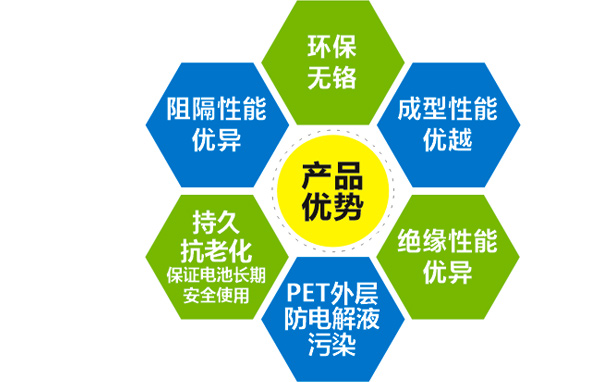 环保
无铬
阻隔性能
优异
成型性能
优越
产品
优势
持久
抗老化
保证电池长期
安全使用
绝缘性能
优异
PET外层
防电解液
污染